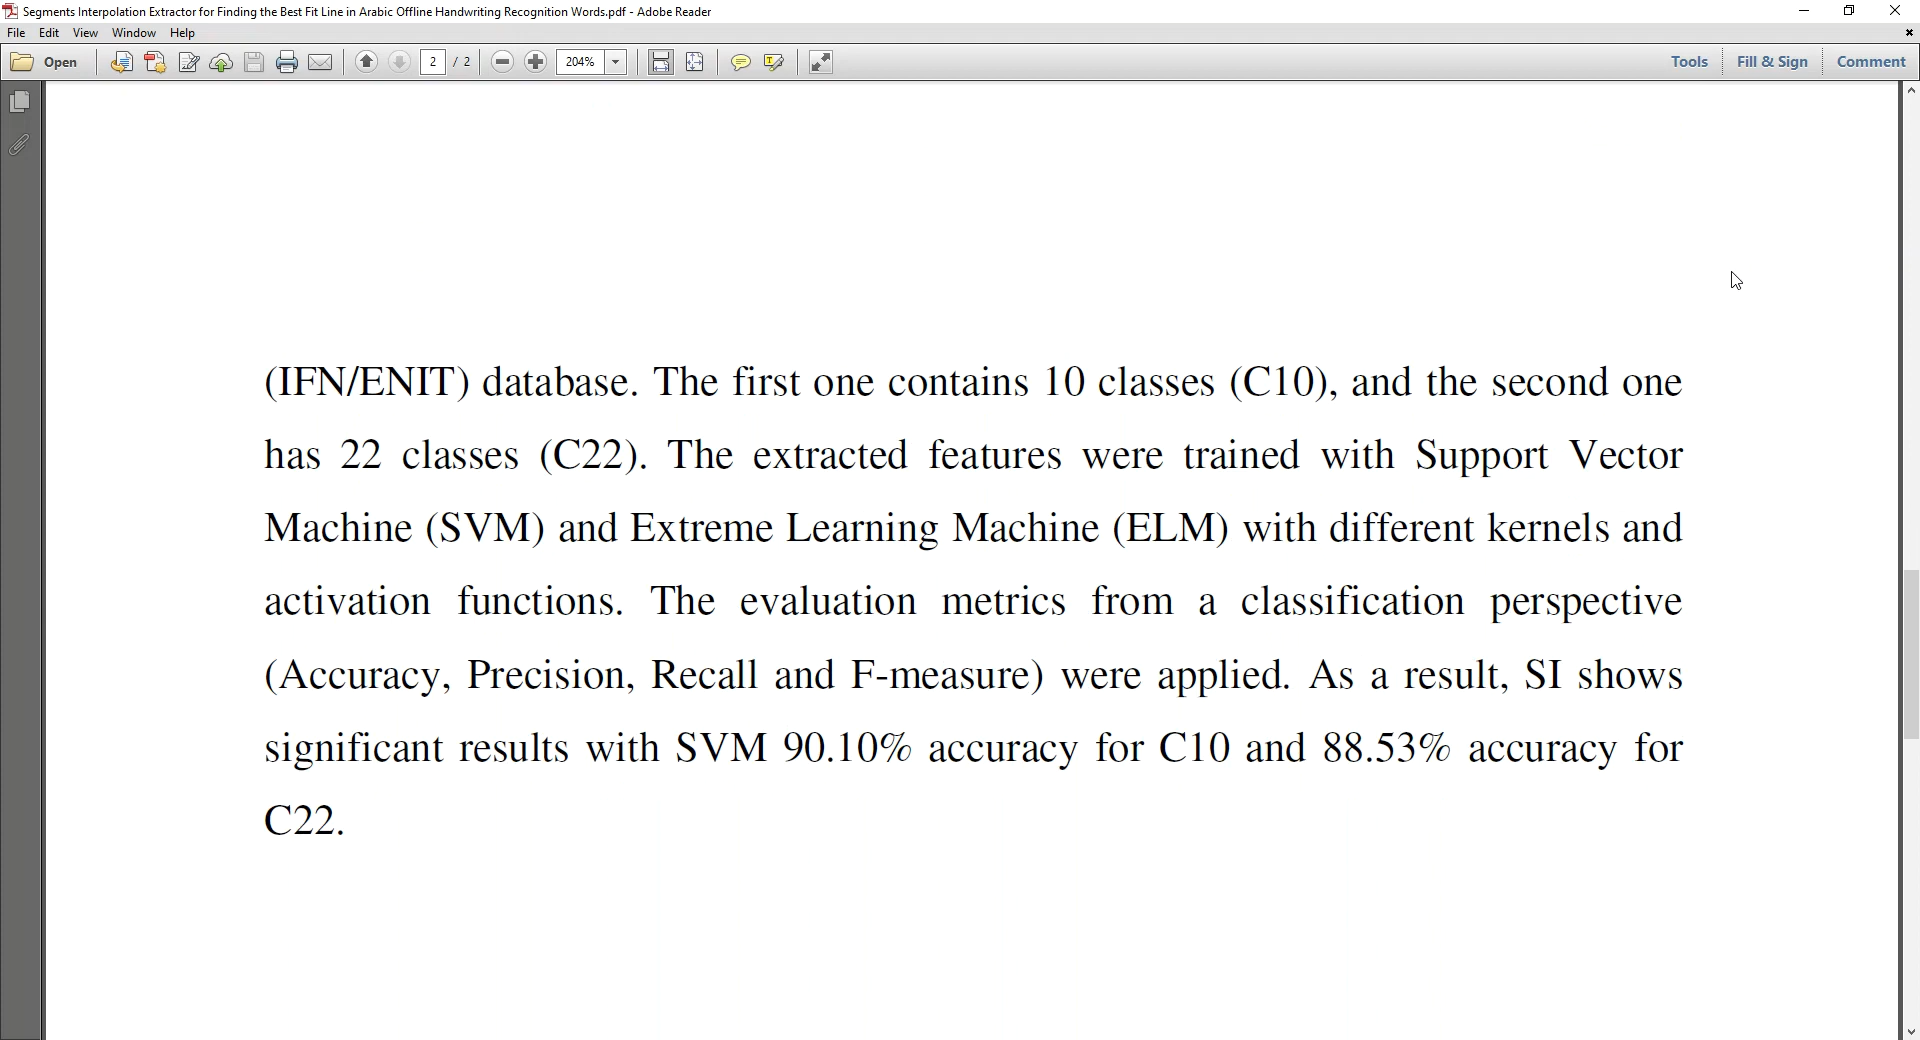 Segments Interpolation Extractor for Finding the Best Fit Line in Arabic Offline Handwriting Recognition Words.pdf - Adobe Reader
File Edit View Window Help
Open 2 / 2 204% Tools Fill & Sign Comment
(IFN/ENIT) database. The first one contains 10 classes (C10), and the second one
has 22 classes (C22). The extracted features were trained with Support Vector
Machine (SVM) and Extreme Learning Machine (ELM) with different kernels and
activation functions. The evaluation metrics from a classification perspective
(Accuracy, Precision, Recall and F-measure) were applied. As a result, SI shows
significant results with SVM 90.10% accuracy for C10 and 88.53% accuracy for
C22.